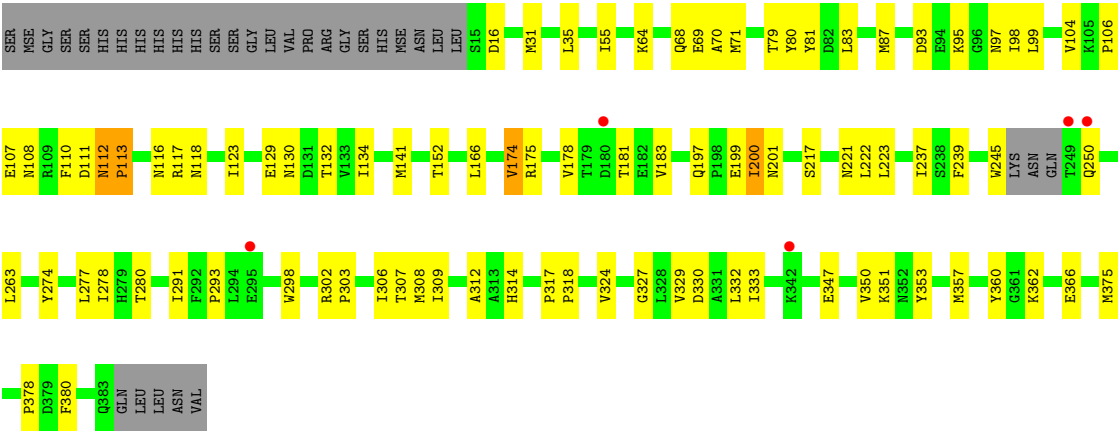 SER MSE GLY SER SER HIS HIS HIS HIS HIS HIS SER SER GLY LEU VAL PRO ARG GLY SER HIS MSE ASN LEU LEU S15 D16 M31 L35 I55 K64 Q68 E69 A70 M71 T79 Y80 Y81 D82 L83 M87 D93 E94 K95 G96 N97 I98 L99 V104 K105 P106
E107 N108 R109 F110 D111 N112 P113 N116 R117 N118 I123 E129 N130 D131 T132 V133 I134 M141 T152 L166 V174 R175 V178 T179 D180 T181 E182 V183 Q197 P198 E199 I200 N201 S217 N221 L222 L223 I237 S238 F239 W245 LYS ASN GLN T249 Q250
L263 Y274 L277 I278 H279 T280 I291 F292 P293 L294 E295 W298 R302 P303 I306 T307 M308 I309 A312 A313 H314 P317 P318 V324 G327 L328 V329 D330 A331 L332 I333 K342 E347 V350 K351 N352 Y353 M357 Y360 G361 K362 E366 M375
P378 D379 F380 Q383 GLN LEU LEU ASN VAL